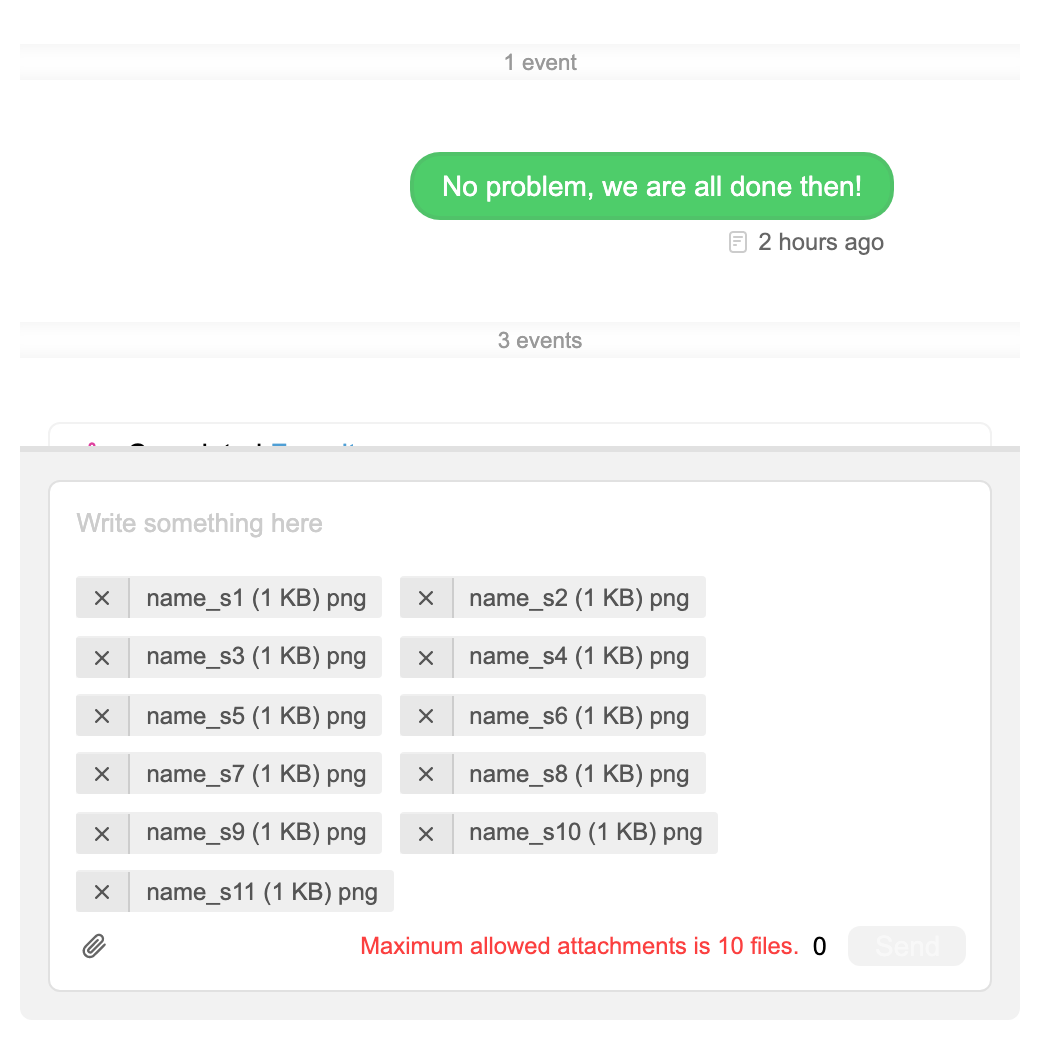 1 event
No problem, we are all done then!
2 hours ago
3 events
Write something here
name_s1 (1 KB) png name_s2 (1 KB) png
name_s3 (1 KB) png name_s4 (1 KB) png
name_s5 (1 KB) png name_s6 (1 KB) png
name_s7 (1 KB) png name_s8 (1 KB) png
name_s9 (1 KB) png name_s10 (1 KB) png
name_s11 (1 KB) png
Maximum allowed attachments is 10 files. 0 Send